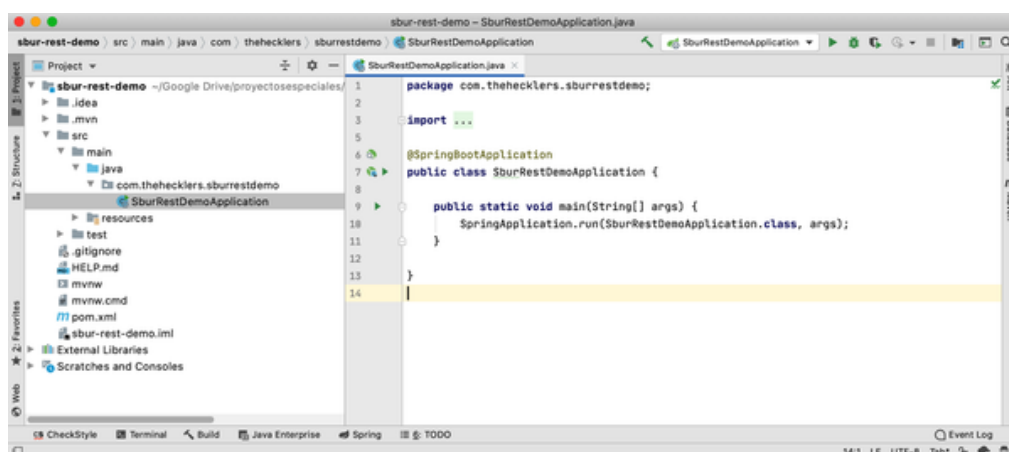 sbur-rest-demo – SburRestDemoApplication.java
sbur-rest-demo src main java com thehecklers sburrestdemo SburRestDemoApplication
SburRestDemoApplication
Project
SburRestDemoApplication.java
1: Project
2: Structure
2: Favorites
Web
sbur-rest-demo ~/Google Drive/proyectosespeciales/
.idea
.mvn
src
main
java
com.thehecklers.sburrestdemo
SburRestDemoApplication
resources
test
.gitignore
HELP.md
mvnw
mvnw.cmd
pom.xml
sbur-rest-demo.iml
External Libraries
Scratches and Consoles
1 package com.thehecklers.sburrestdemo;
2
3 import ...
5
6 @SpringBootApplication
7 public class SburRestDemoApplication {
8
9 public static void main(String[] args) {
10 SpringApplication.run(SburRestDemoApplication.class, args);
11 }
12
13 }
14
CheckStyle Terminal Build Java Enterprise Spring 6: TODO Event Log
14:1 LF UTF-8